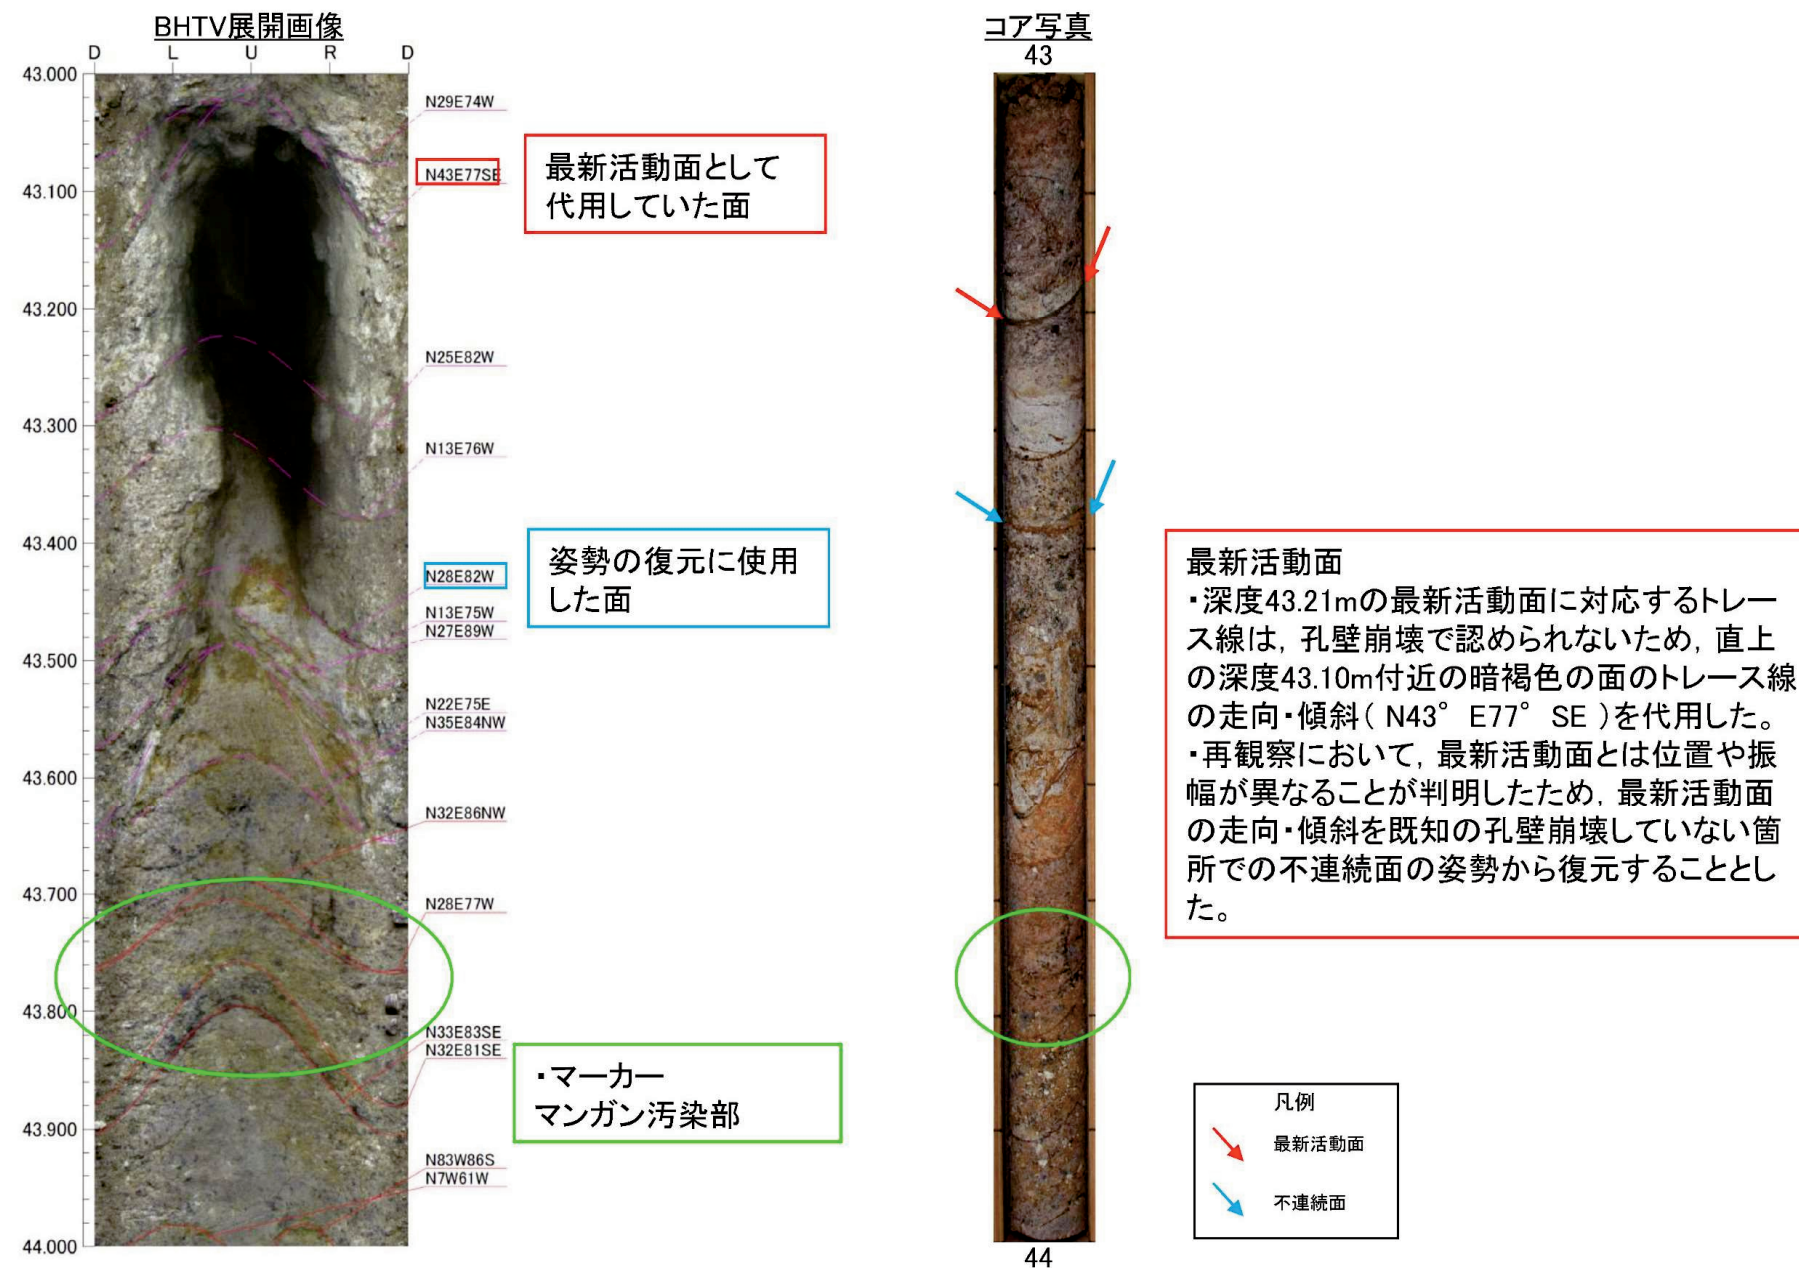 BHTV展開画像
D L U R D
43.000
43.100
43.200
43.300
43.400
43.500
43.600
43.700
43.800
43.900
44.000
N29E74W
N43E77SE
N25E82W
N13E76W
N28E82W
N13E75W
N27E89W
N22E75E
N35E84NW
N32E86NW
N28E77W
N33E83SE
N32E81SE
N83W86S
N7W61W
最新活動面として
代用していた面
姿勢の復元に使用
した面
・マーカー
マンガン汚染部
コア写真
43
44
最新活動面
・深度43.21mの最新活動面に対応するトレー
ス線は，孔壁崩壊で認められないため，直上
の深度43.10m付近の暗褐色の面のトレース線
の走向・傾斜（ N43° E77° SE ）を代用した。
・再観察において，最新活動面とは位置や振
幅が異なることが判明したため，最新活動面
の走向・傾斜を既知の孔壁崩壊していない箇
所での不連続面の姿勢から復元することとし
た。
凡例
最新活動面
不連続面